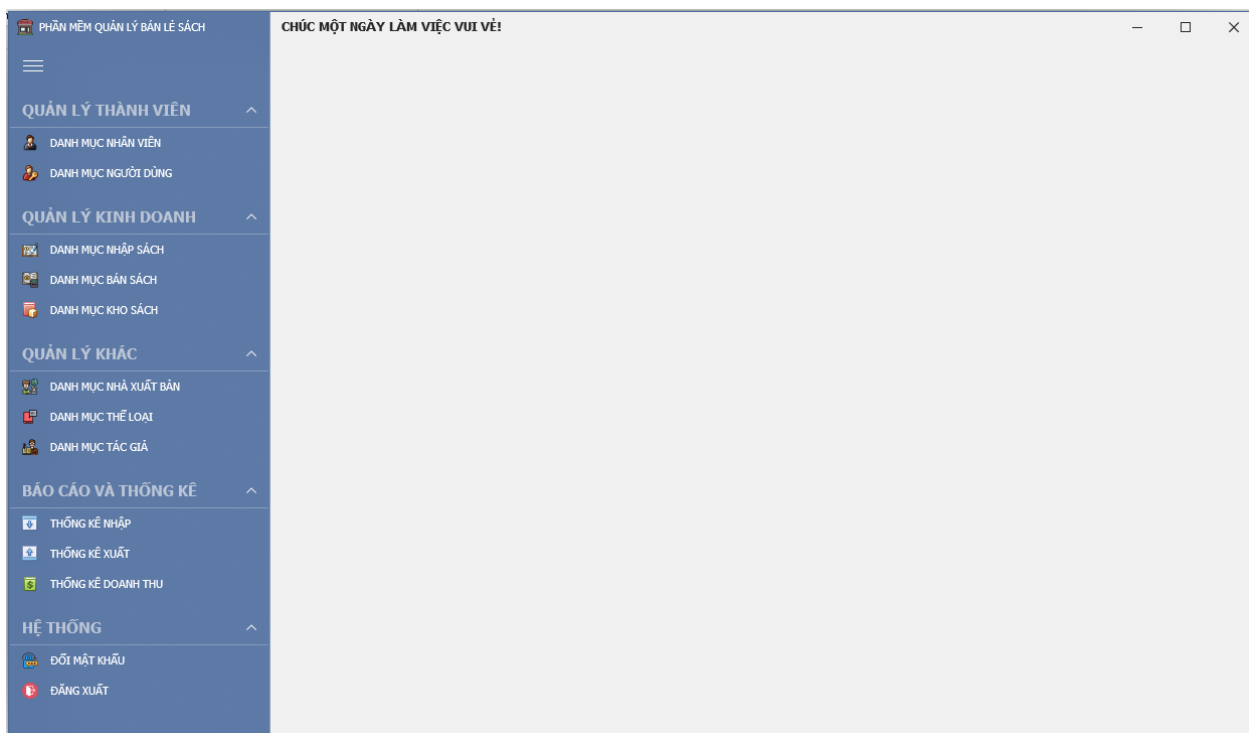 PHẦN MỀM QUẢN LÝ BÁN LẺ SÁCH
CHÚC MỘT NGÀY LÀM VIỆC VUI VẺ!
QUẢN LÝ THÀNH VIÊN
DANH MỤC NHÂN VIÊN
DANH MỤC NGƯỜI DÙNG
QUẢN LÝ KINH DOANH
DANH MỤC NHẬP SÁCH
DANH MỤC BÁN SÁCH
DANH MỤC KHO SÁCH
QUẢN LÝ KHÁC
DANH MỤC NHÀ XUẤT BẢN
DANH MỤC THỂ LOẠI
DANH MỤC TÁC GIẢ
BÁO CÁO VÀ THỐNG KÊ
THỐNG KÊ NHẬP
THỐNG KÊ XUẤT
THỐNG KÊ DOANH THU
HỆ THỐNG
ĐỔI MẬT KHẨU
ĐĂNG XUẤT